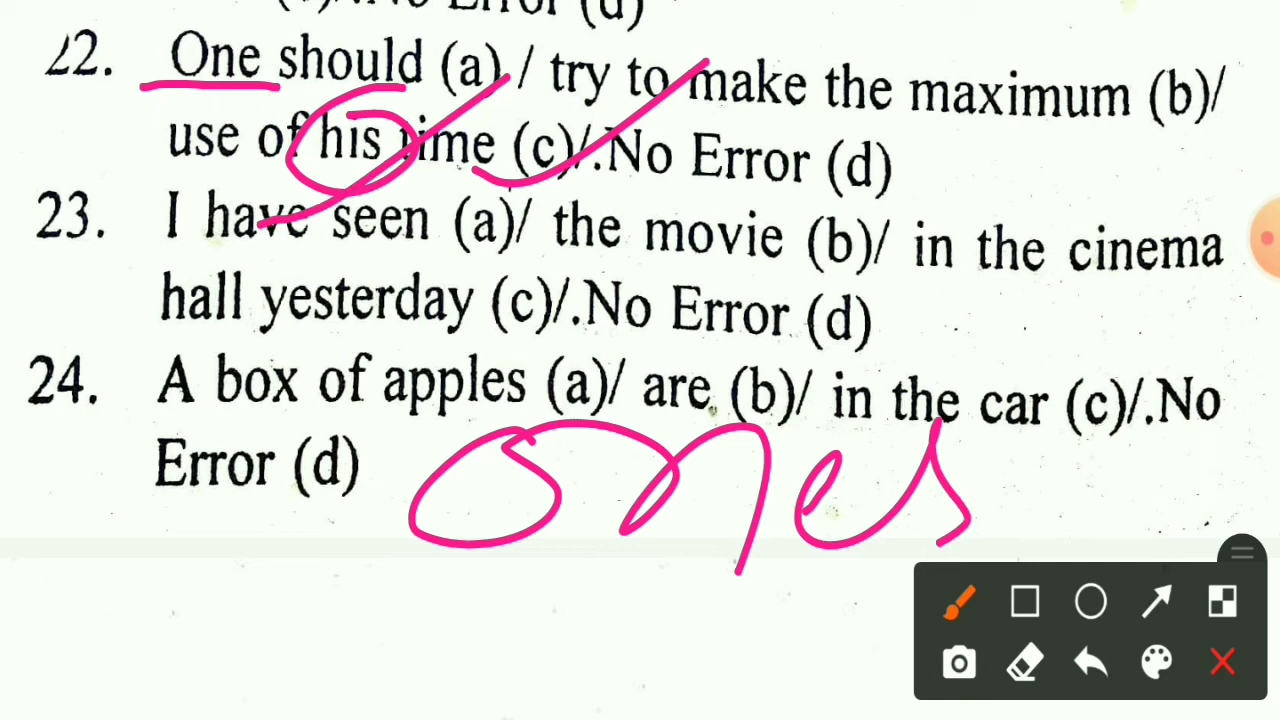 (d)
22. One should (a) / try to make the maximum (b)/
use of his time (c)/.No Error (d)
23. I have seen (a)/ the movie (b)/ in the cinema
hall yesterday (c)/.No Error (d)
24. A box of apples (a)/ are (b)/ in the car (c)/.No
Error (d)
ones